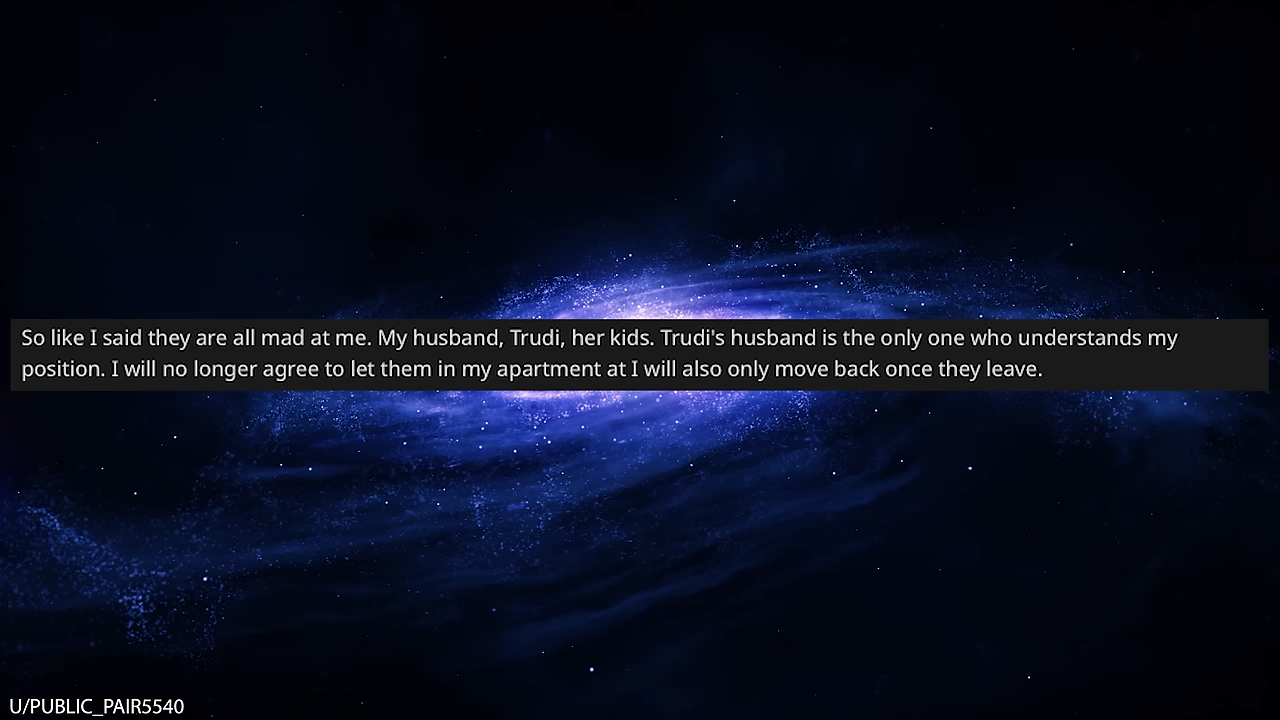 So like I said they are all mad at me. My husband, Trudi, her kids. Trudi's husband is the only one who understands my
position. I will no longer agree to let them in my apartment at I will also only move back once they leave.
U/PUBLIC_PAIR5540